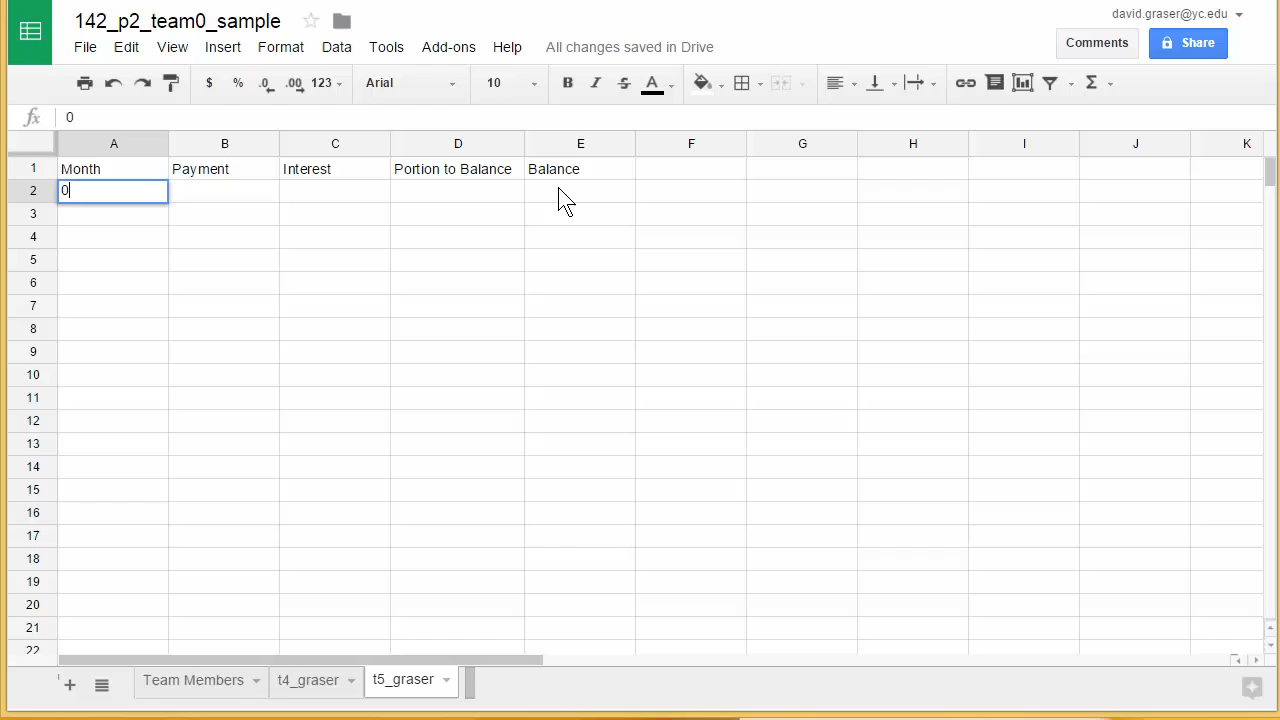 142_p2_team0_sample
david.graser@yc.edu
File Edit View Insert Format Data Tools Add-ons Help All changes saved in Drive
Comments Share
$ % .0 .00 123 Arial 10 B I S A Σ
fx 0
A B C D E F G H I J K
1 Month Payment Interest Portion to Balance Balance
2 0
3
4
5
6
7
8
9
10
11
12
13
14
15
16
17
18
19
20
21
22
+ Team Members t4_graser t5_graser